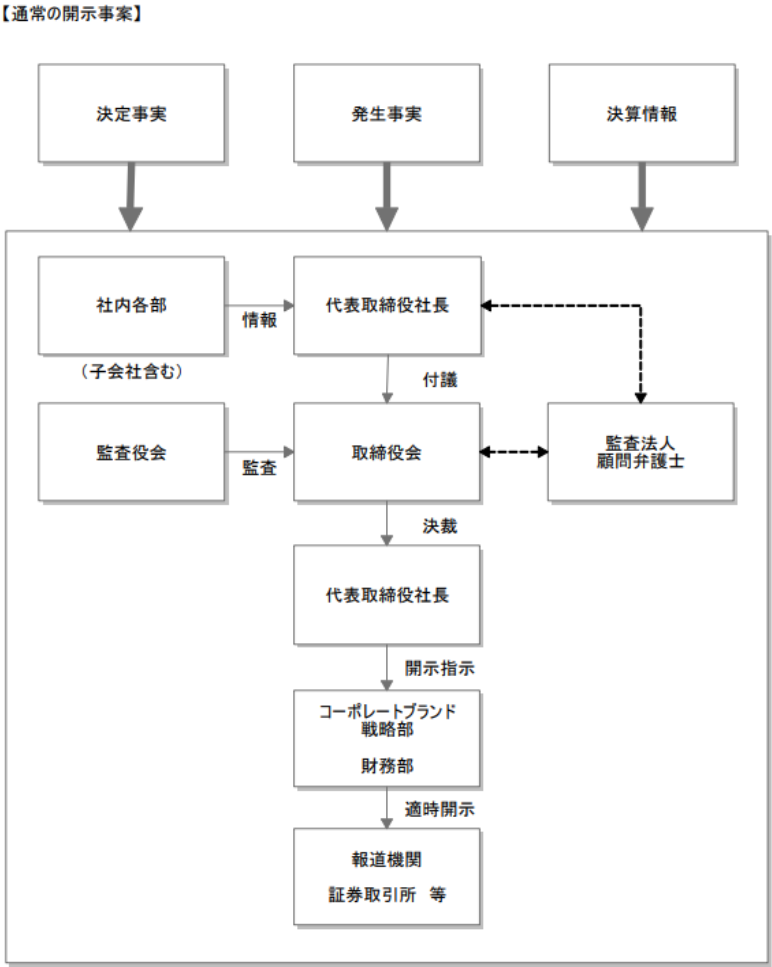 【通常の開示事案】
決定事実
発生事実
決算情報
社内各部
情報
代表取締役社長
（子会社含む）
付議
監査役会
監査
取締役会
監査法人
顧問弁護士
決裁
代表取締役社長
開示指示
コーポレートブランド
戦略部
財務部
適時開示
報道機関
証券取引所　等